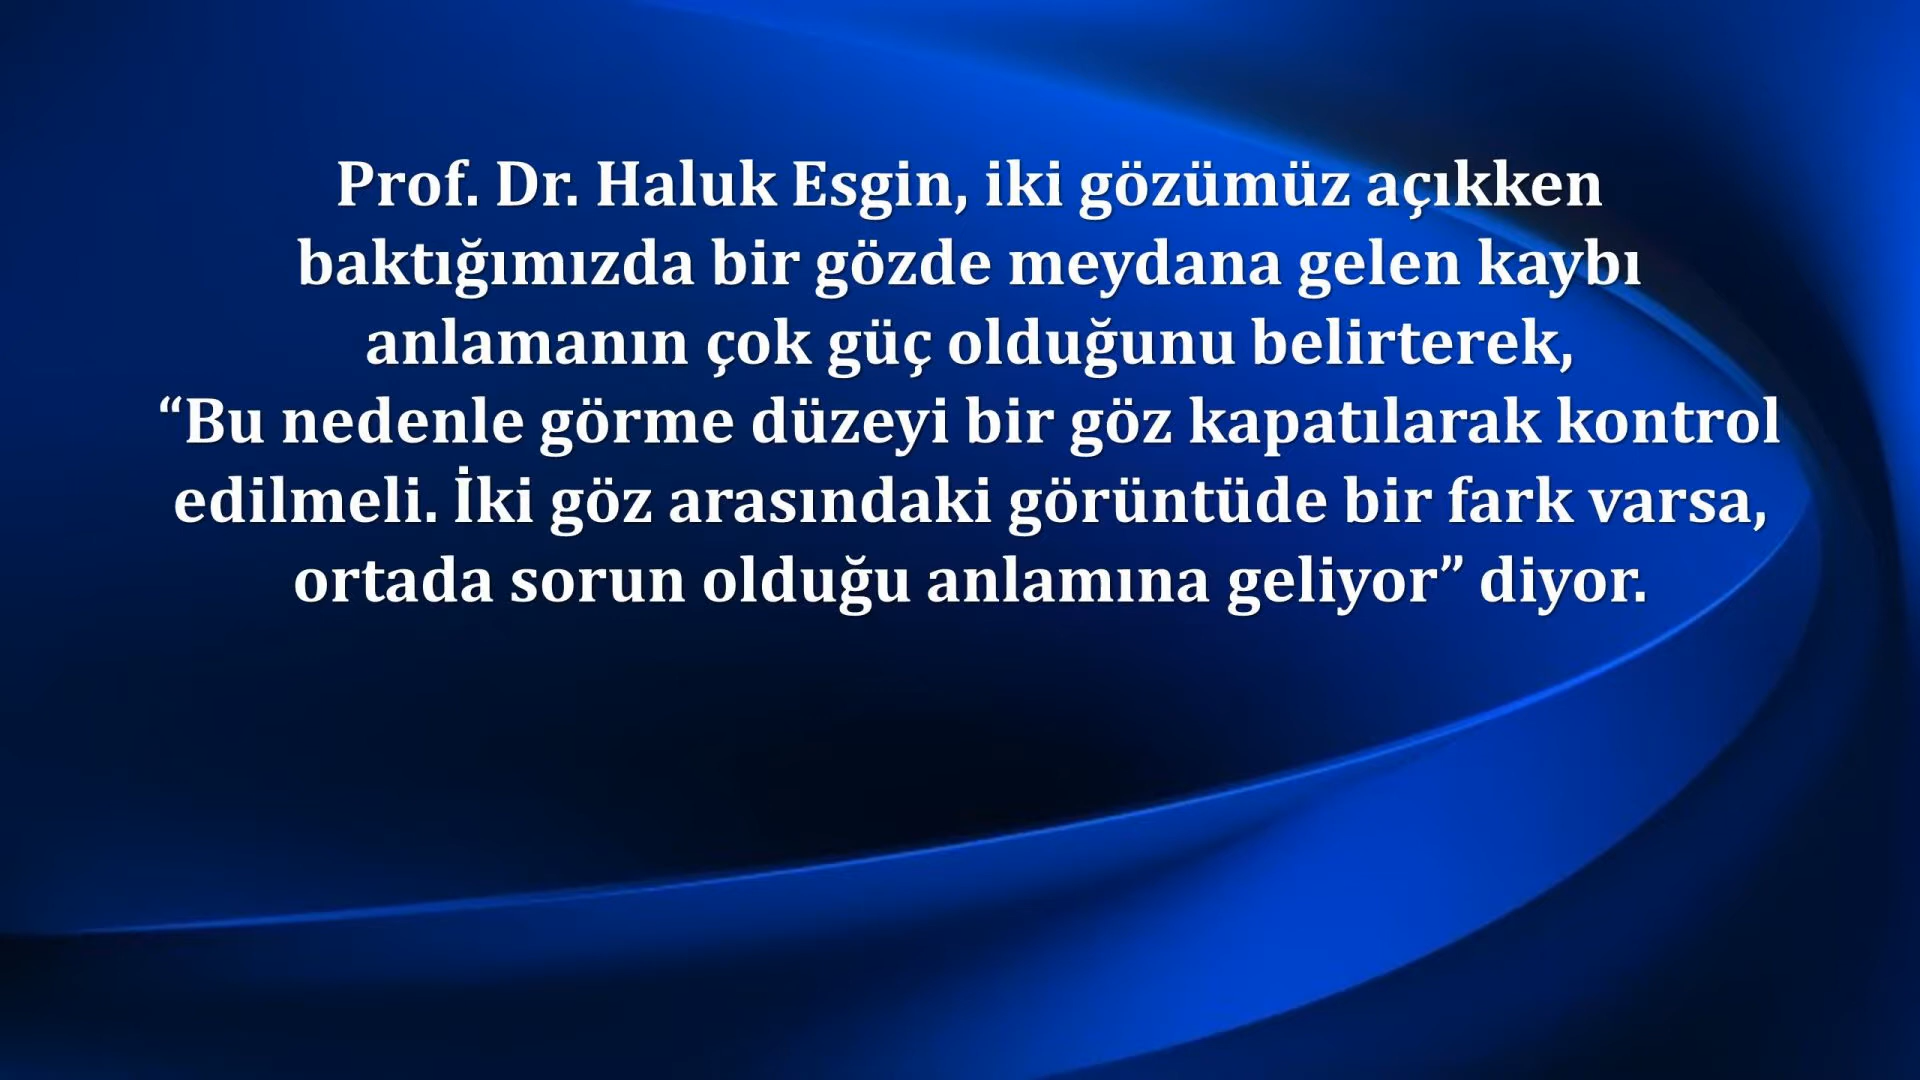 Prof. Dr. Haluk Esgin, iki gözümüz açıkken
baktığımızda bir gözde meydana gelen kaybı
anlamanın çok güç olduğunu belirterek,
“Bu nedenle görme düzeyi bir göz kapatılarak kontrol
edilmeli. İki göz arasındaki görüntüde bir fark varsa,
ortada sorun olduğu anlamına geliyor” diyor.